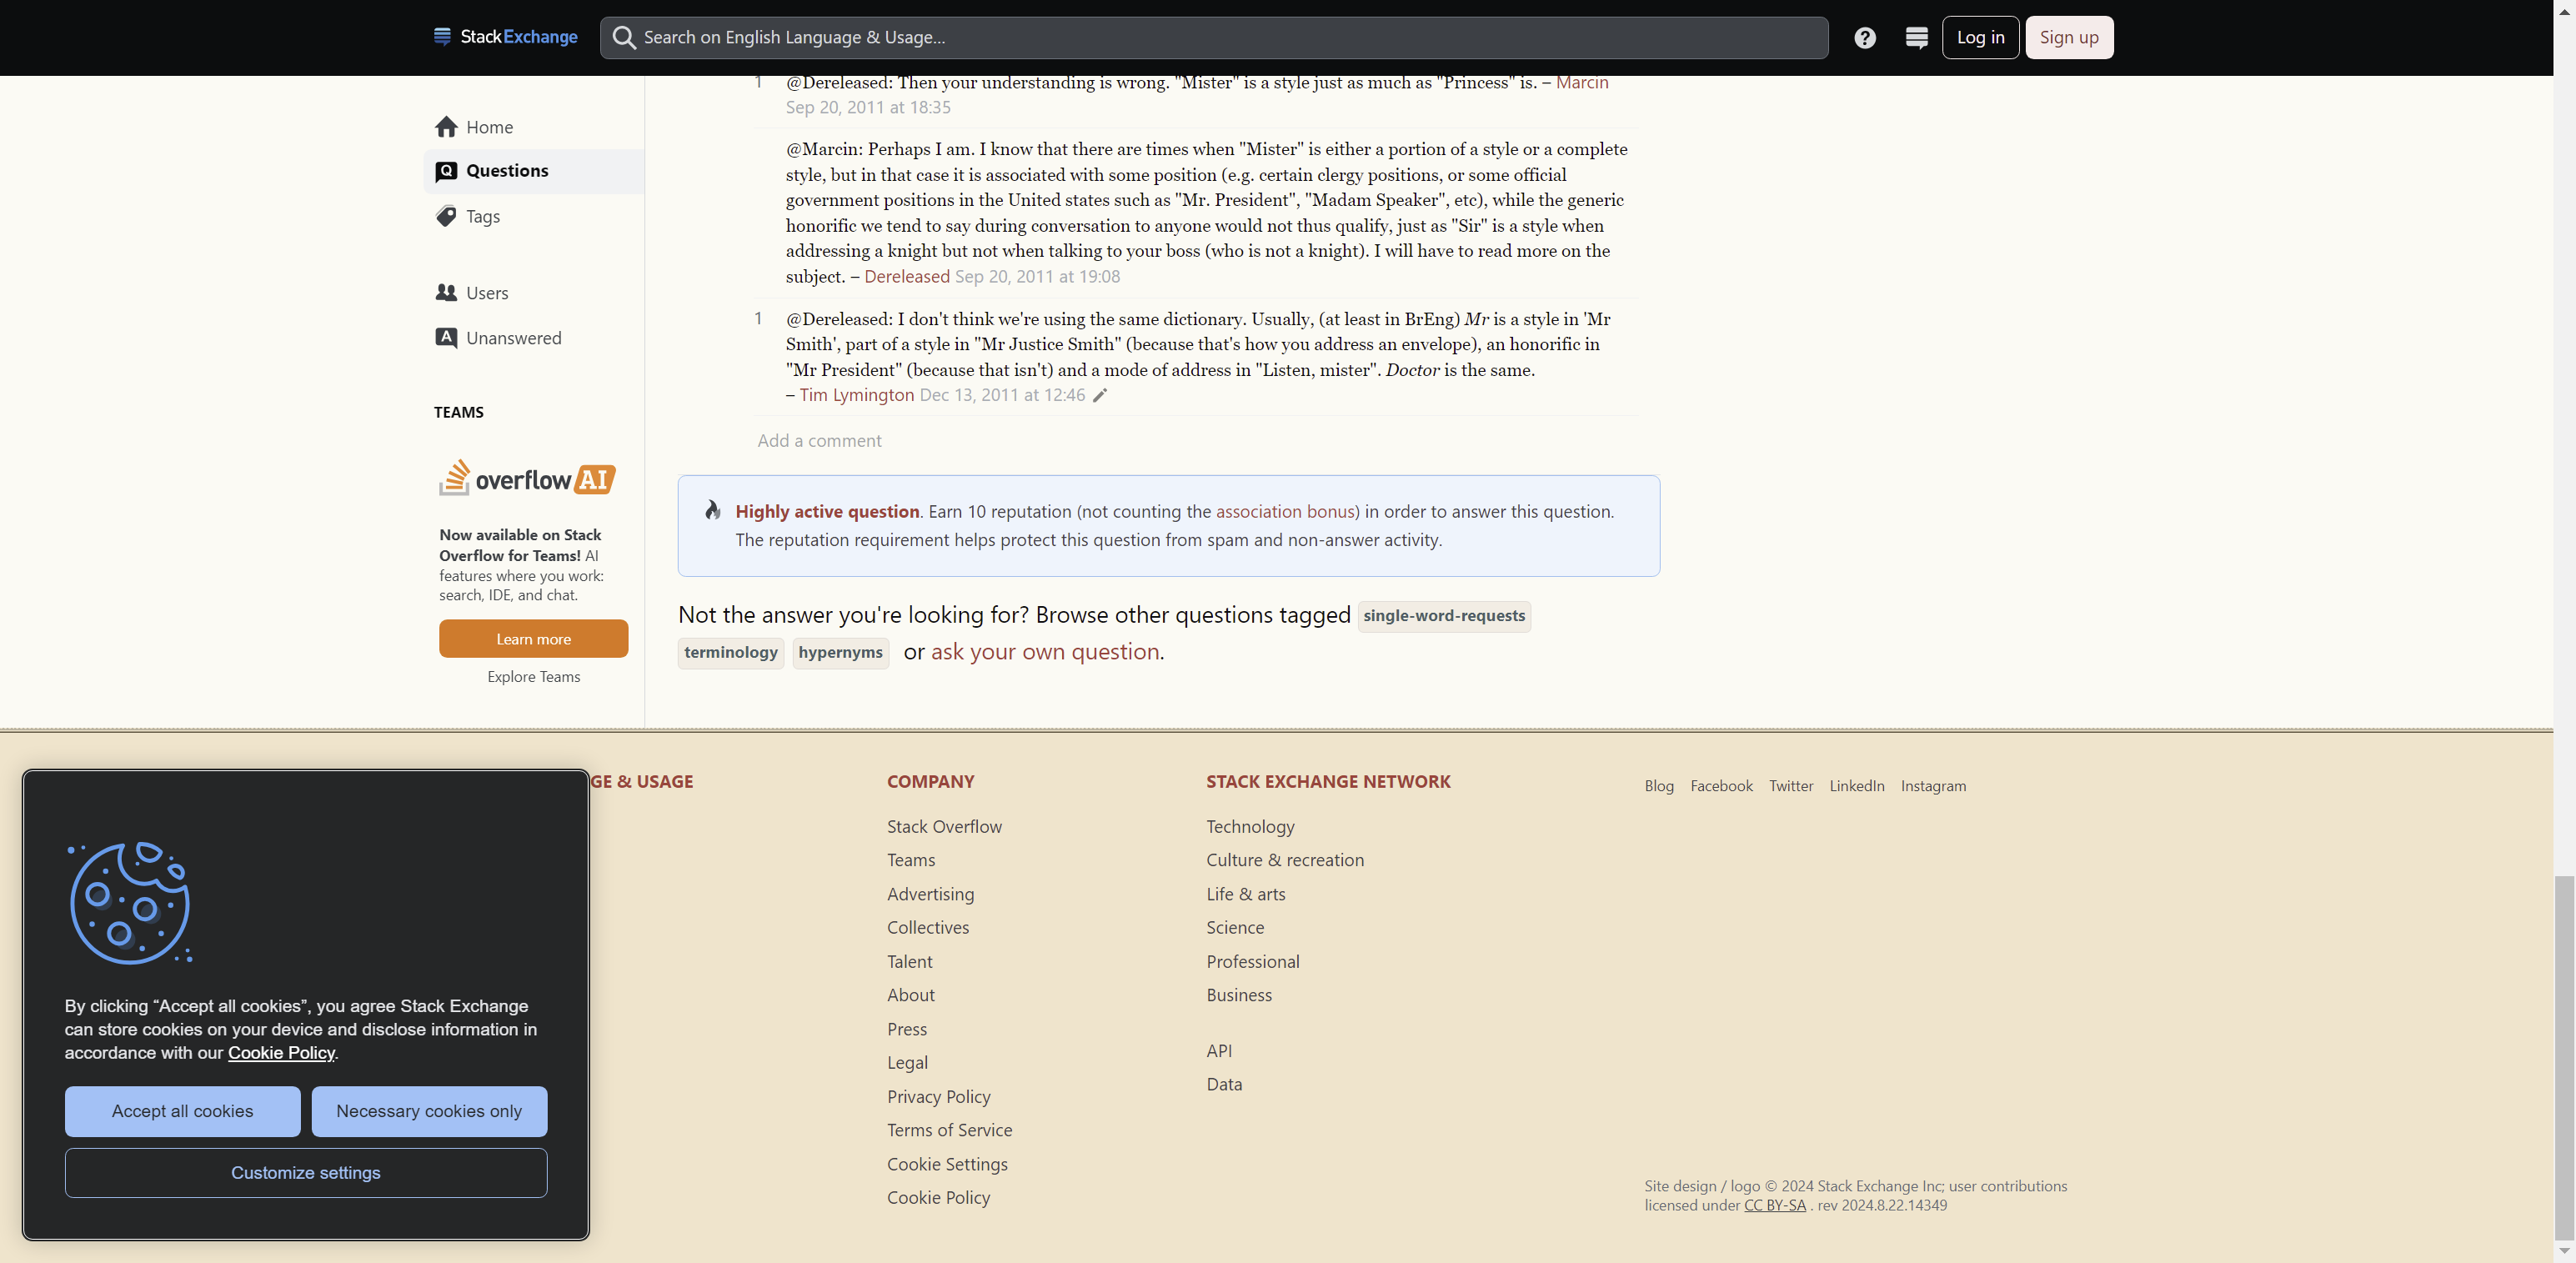 StackExchange
Search on English Language & Usage...
Log in
Sign up
Home
Questions
Tags
Users
Unanswered
TEAMS
overflow AI
Now available on Stack
Overflow for Teams! AI
features where you work:
search, IDE, and chat.
Learn more
Explore Teams
1 @Dereleased: Then your understanding is wrong. "Mister" is a style just as much as "Princess" is. – Marcin
Sep 20, 2011 at 18:35
@Marcin: Perhaps I am. I know that there are times when "Mister" is either a portion of a style or a complete
style, but in that case it is associated with some position (e.g. certain clergy positions, or some official
government positions in the United states such as "Mr. President", "Madam Speaker", etc), while the generic
honorific we tend to say during conversation to anyone would not thus qualify, just as "Sir" is a style when
addressing a knight but not when talking to your boss (who is not a knight). I will have to read more on the
subject. – Dereleased Sep 20, 2011 at 19:08
1 @Dereleased: I don't think we're using the same dictionary. Usually, (at least in BrEng) Mr is a style in 'Mr
Smith', part of a style in "Mr Justice Smith" (because that's how you address an envelope), an honorific in
"Mr President" (because that isn't) and a mode of address in "Listen, mister". Doctor is the same.
– Tim Lymington Dec 13, 2011 at 12:46
Add a comment
Highly active question. Earn 10 reputation (not counting the association bonus) in order to answer this question.
The reputation requirement helps protect this question from spam and non-answer activity.
Not the answer you're looking for? Browse other questions tagged single-word-requests
terminology hypernyms or ask your own question.
GE & USAGE
COMPANY
Stack Overflow
Teams
Advertising
Collectives
Talent
About
Press
Legal
Privacy Policy
Terms of Service
Cookie Settings
Cookie Policy
STACK EXCHANGE NETWORK
Technology
Culture & recreation
Life & arts
Science
Professional
Business
API
Data
Blog Facebook Twitter LinkedIn Instagram
Site design / logo © 2024 Stack Exchange Inc; user contributions
licensed under CC BY-SA . rev 2024.8.22.14349
By clicking “Accept all cookies”, you agree Stack Exchange
can store cookies on your device and disclose information in
accordance with our Cookie Policy.
Accept all cookies
Necessary cookies only
Customize settings